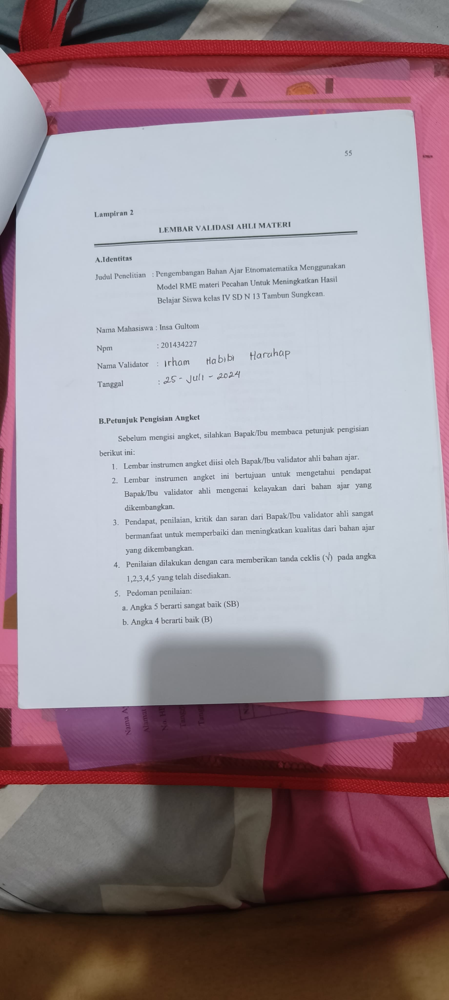 55
Lampiran 2
LEMBAR VALIDASI AHLI MATERI
A.Identitas
Judul Penelitian : Pengembangan Bahan Ajar Etnomatematika Menggunakan
Model RME materi Pecahan Untuk Meningkatkan Hasil
Belajar Siswa kelas IV SD N 13 Tambun Sungkean.
Nama Mahasiswa : Insa Gultom
Npm : 201434227
Nama Validator : Irham Habibi Harahap
Tanggal : 25 - Juli - 2024
B.Petunjuk Pengisian Angket
Sebelum mengisi angket, silahkan Bapak/Ibu membaca petunjuk pengisian
berikut ini:
1. Lembar instrumen angket diisi oleh Bapak/Ibu validator ahli bahan ajar.
2. Lembar instrumen angket ini bertujuan untuk mengetahui pendapat
Bapak/Ibu validator ahli mengenai kelayakan dari bahan ajar yang
dikembangkan.
3. Pendapat, penilaian, kritik dan saran dari Bapak/Ibu validator ahli sangat
bermanfaat untuk memperbaiki dan meningkatkan kualitas dari bahan ajar
yang dikembangkan.
4. Penilaian dilakukan dengan cara memberikan tanda ceklis (√) pada angka
1,2,3,4,5 yang telah disediakan.
5. Pedoman penilaian:
a. Angka 5 berarti sangat baik (SB)
b. Angka 4 berarti baik (B)
Nama
Alamat
No. HP